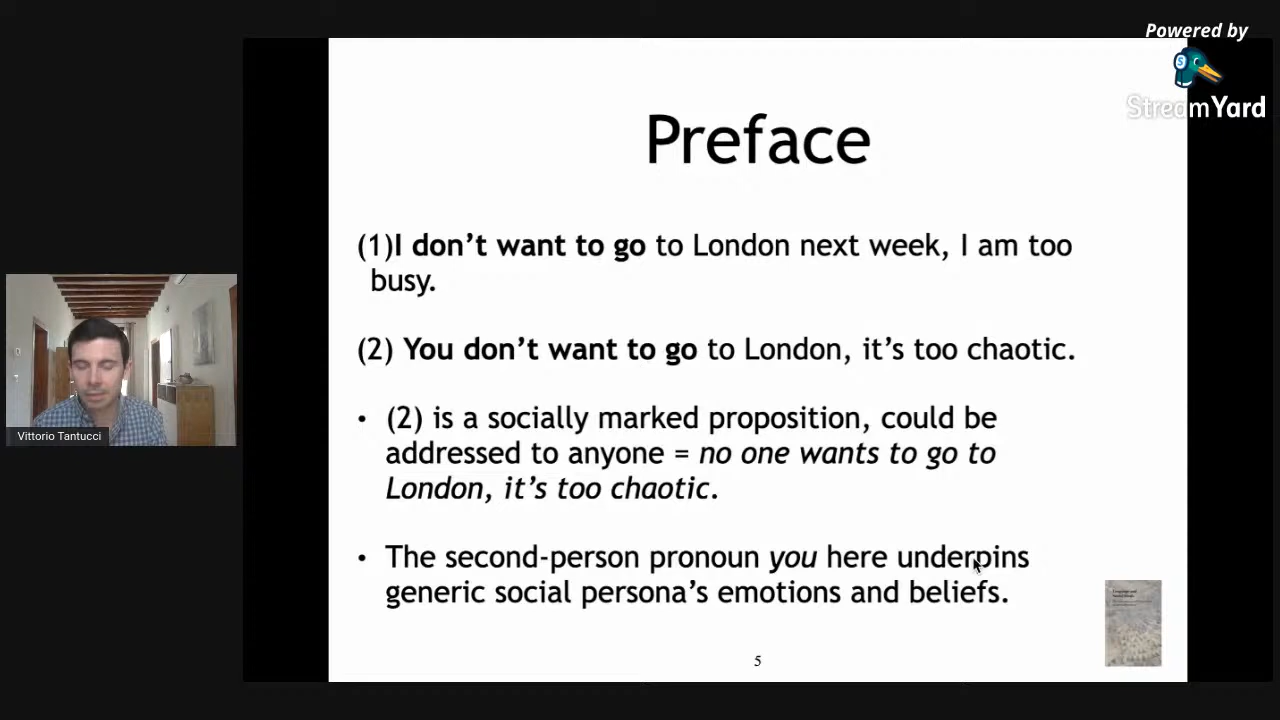 Powered by
StreamYard
Preface
(1)I don't want to go to London next week, I am too
busy.
(2) You don't want to go to London, it's too chaotic.
• (2) is a socially marked proposition, could be
addressed to anyone = no one wants to go to
London, it's too chaotic.
• The second-person pronoun you here underpins
generic social persona's emotions and beliefs.
5
Vittorio Tantucci